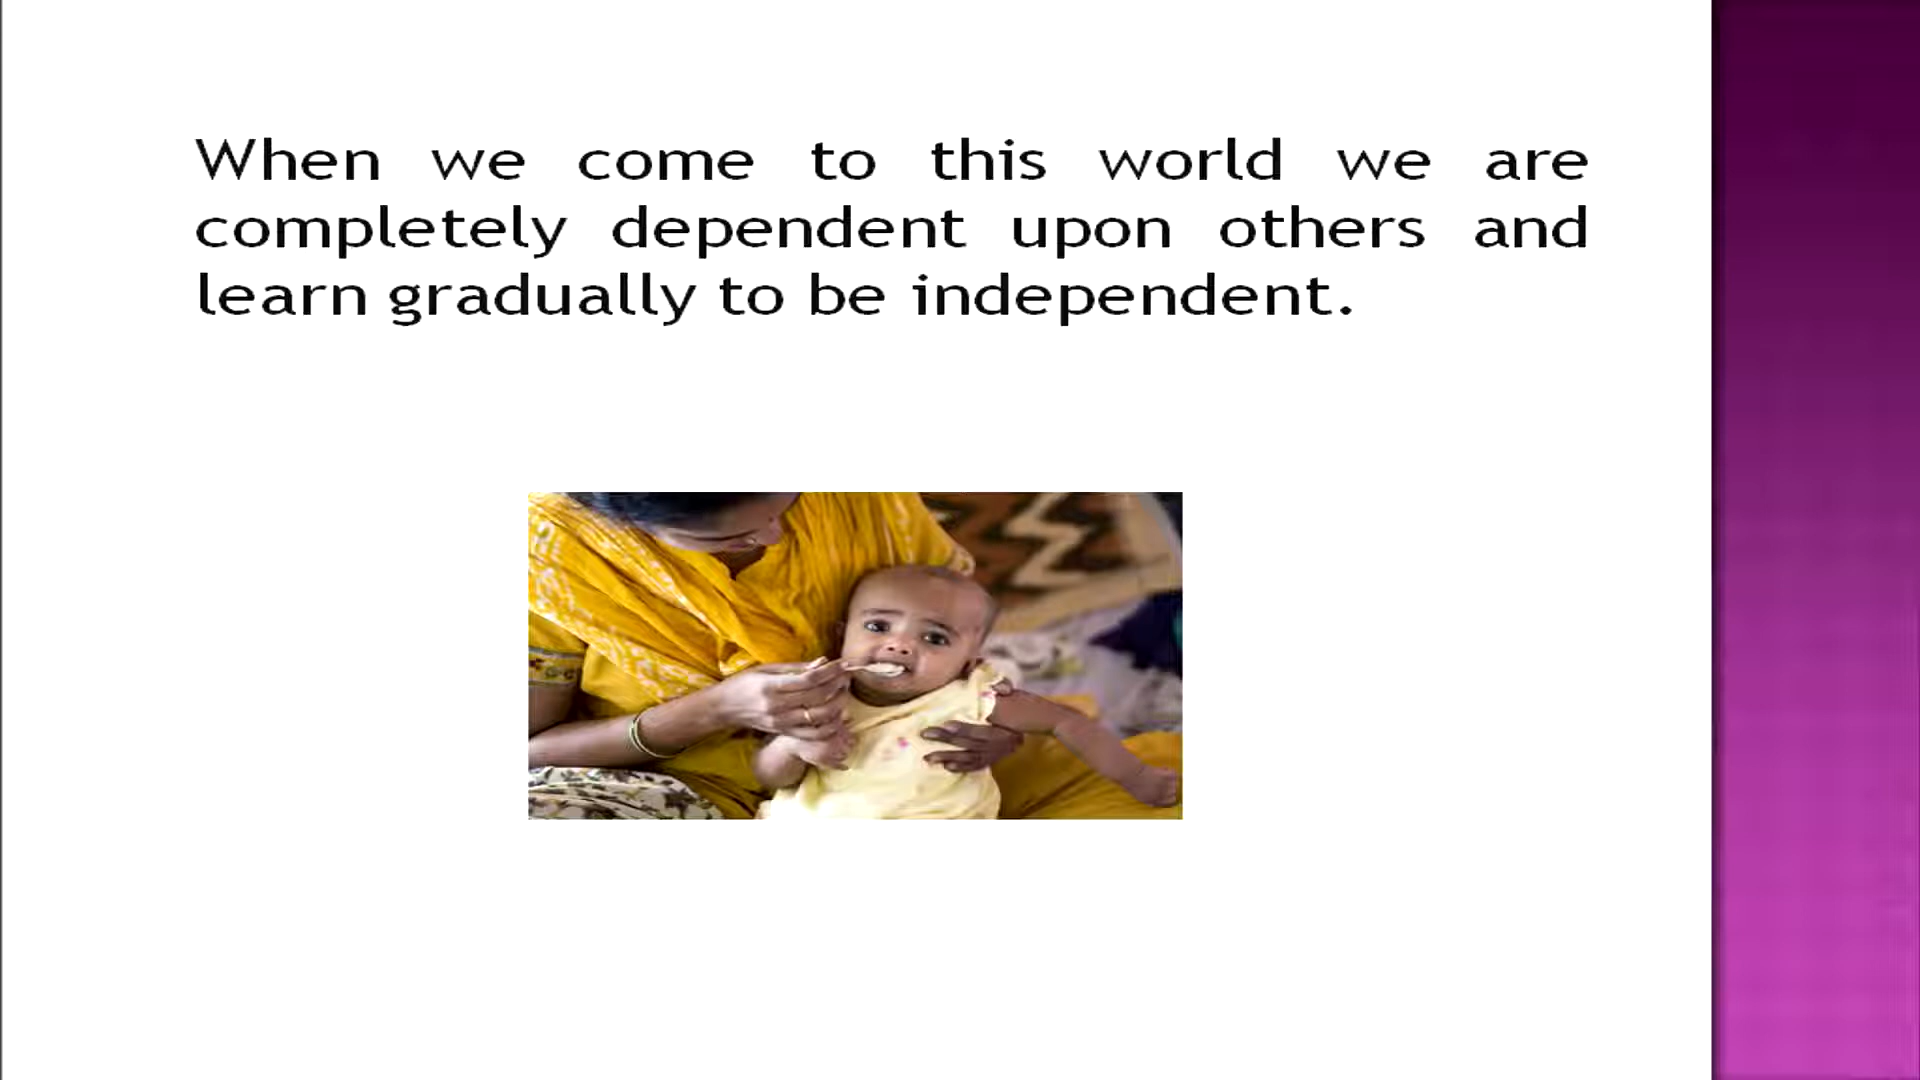 When we come to this world we are
completely dependent upon others and
learn gradually to be independent.